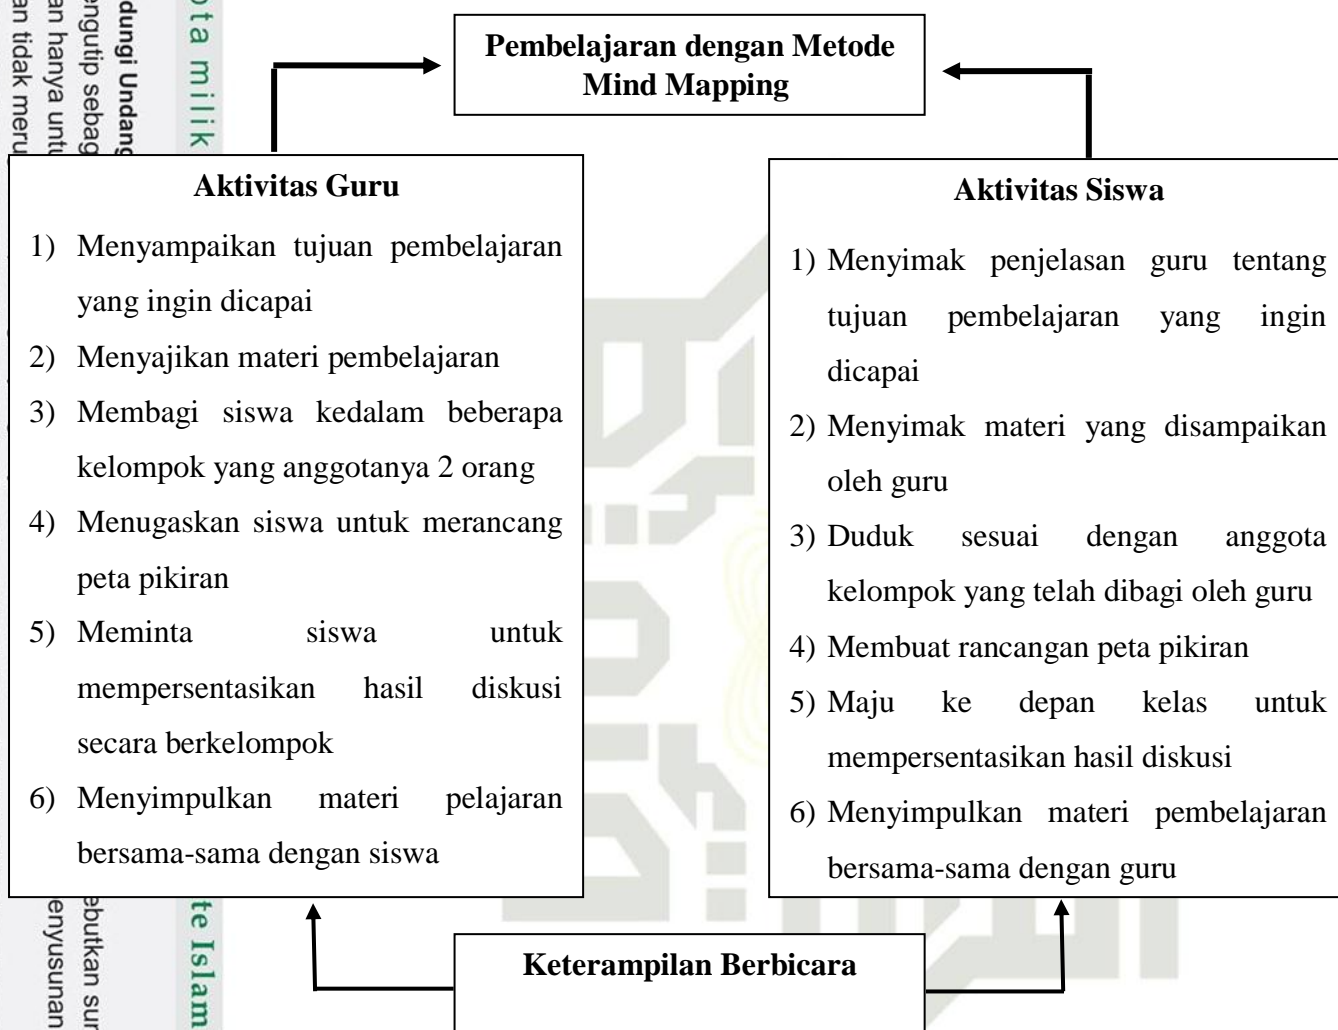 Pembelajaran dengan Metode
Mind Mapping
Aktivitas Guru
1) Menyampaikan tujuan pembelajaran
yang ingin dicapai
2) Menyajikan materi pembelajaran
3) Membagi siswa kedalam beberapa
kelompok yang anggotanya 2 orang
4) Menugaskan siswa untuk merancang
peta pikiran
5) Meminta siswa untuk
mempersentasikan hasil diskusi
secara berkelompok
6) Menyimpulkan materi pelajaran
bersama-sama dengan siswa
Aktivitas Siswa
1) Menyimak penjelasan guru tentang
tujuan pembelajaran yang ingin
dicapai
2) Menyimak materi yang disampaikan
oleh guru
3) Duduk sesuai dengan anggota
kelompok yang telah dibagi oleh guru
4) Membuat rancangan peta pikiran
5) Maju ke depan kelas untuk
mempersentasikan hasil diskusi
6) Menyimpulkan materi pembelajaran
bersama-sama dengan guru
Keterampilan Berbicara
milik
Islam
hanya
tidak